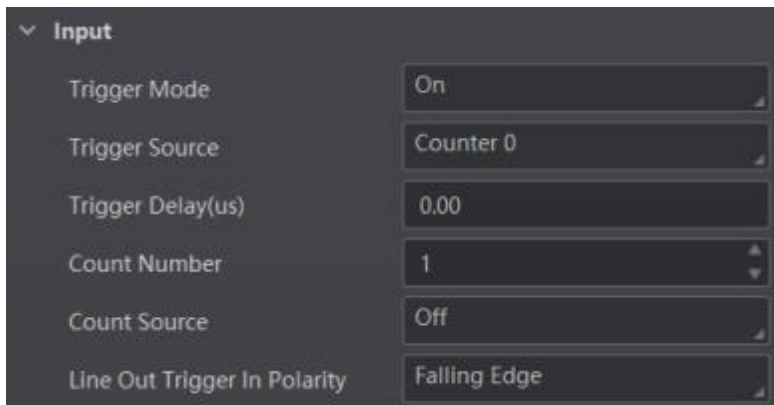 Input
Trigger Mode On
Trigger Source Counter 0
Trigger Delay(us) 0.00
Count Number 1
Count Source Off
Line Out Trigger In Polarity Falling Edge